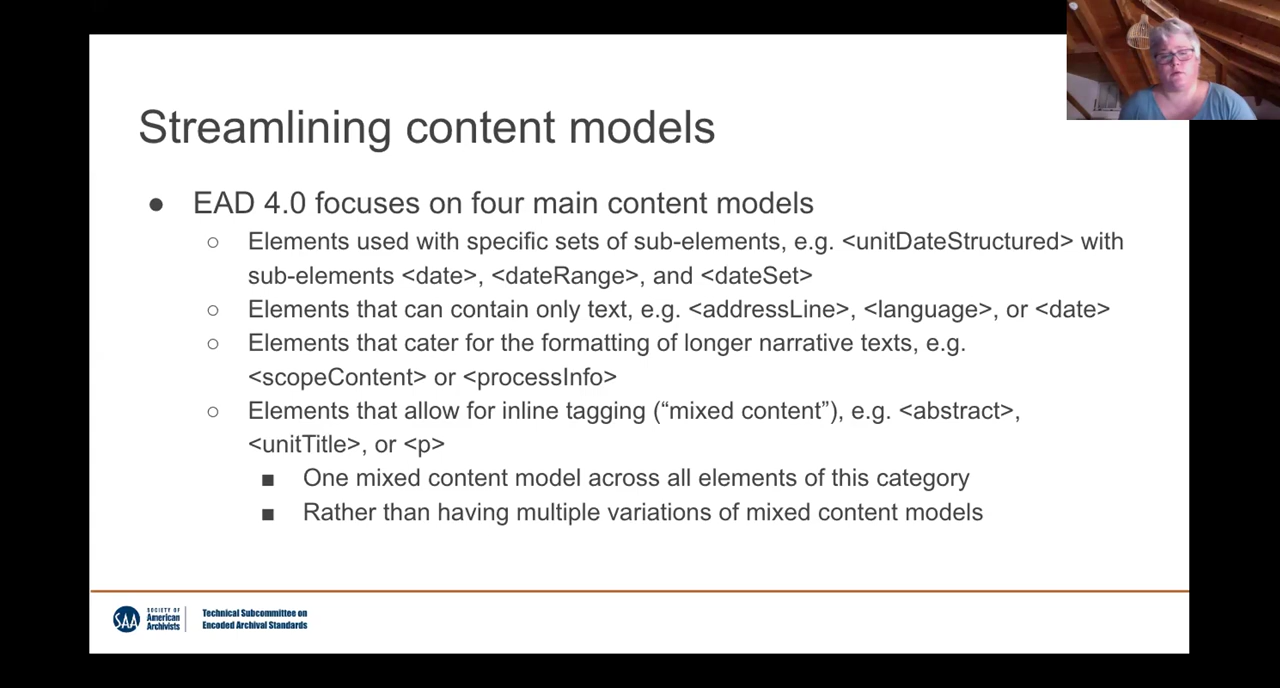 Streamlining content models
● EAD 4.0 focuses on four main content models
○ Elements used with specific sets of sub-elements, e.g. <unitDateStructured> with
sub-elements <date>, <dateRange>, and <dateSet>
○ Elements that can contain only text, e.g. <addressLine>, <language>, or <date>
○ Elements that cater for the formatting of longer narrative texts, e.g.
<scopeContent> or <processInfo>
○ Elements that allow for inline tagging (“mixed content”), e.g. <abstract>,
<unitTitle>, or <p>
■ One mixed content model across all elements of this category
■ Rather than having multiple variations of mixed content models
SAA
SOCIETY OF
American
Archivists
Technical Subcommittee on
Encoded Archival Standards